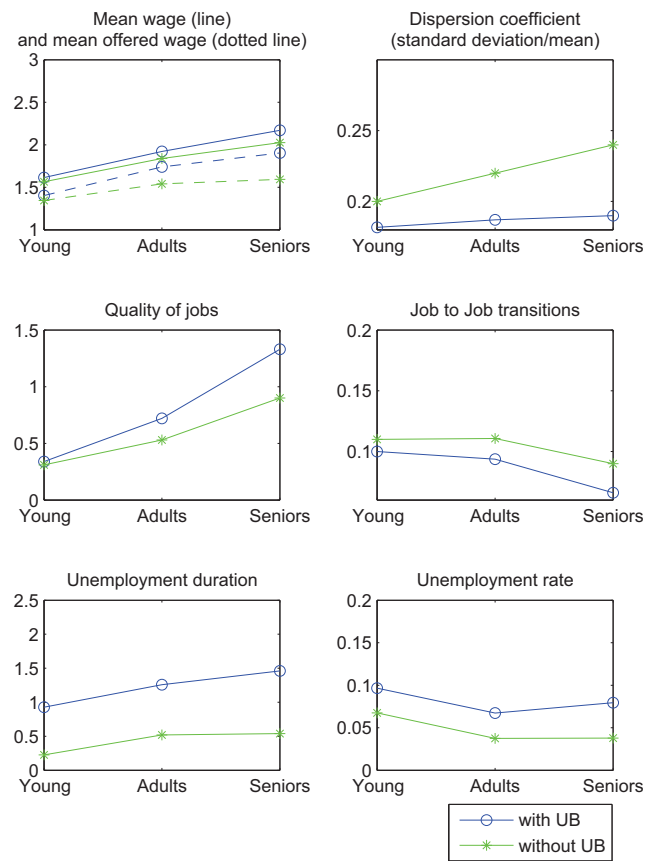 Mean wage (line)
and mean offered wage (dotted line)
3
2.5
2
1.5
1
Young Adults Seniors
Dispersion coefficient
(standard deviation/mean)
0.25
0.2
Young Adults Seniors
Quality of jobs
1.5
1
0.5
0
Young Adults Seniors
Job to Job transitions
0.2
0.15
0.1
Young Adults Seniors
Unemployment duration
2.5
2
1.5
1
0.5
0
Young Adults Seniors
Unemployment rate
0.2
0.15
0.1
0.05
0
Young Adults Seniors
with UB
without UB